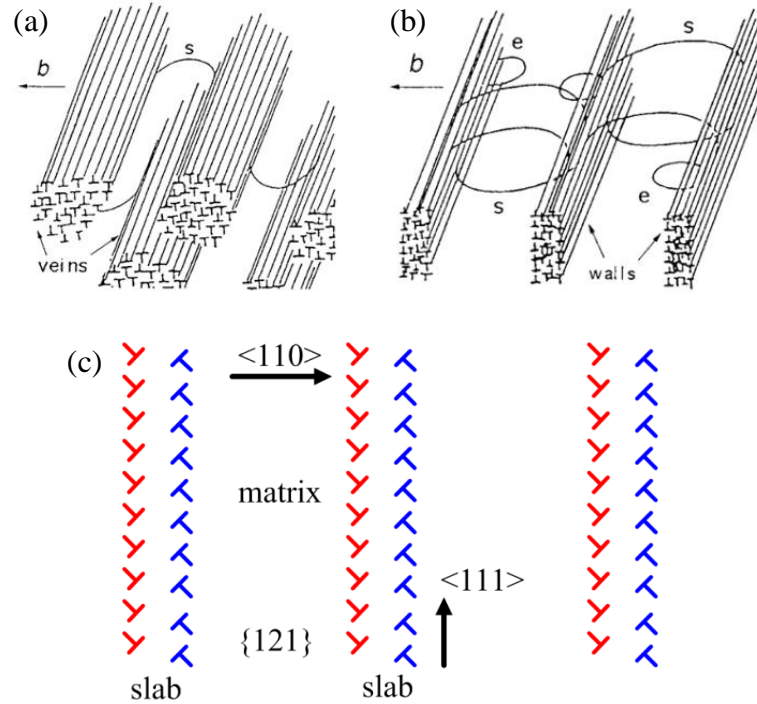 (a)
s
b
veins
(b)
e
s
b
s
e
walls
(c)
<110>
matrix
<111>
{121}
slab
slab